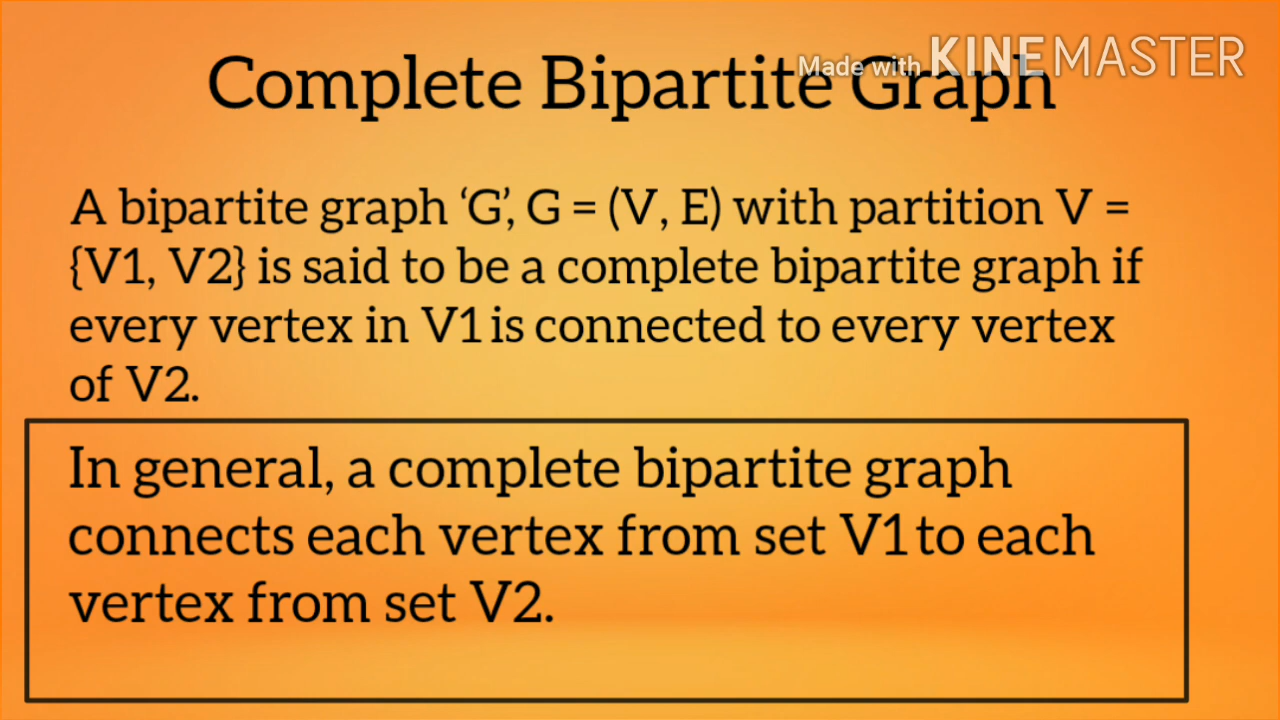 Made with KINEMASTER
Complete Bipartite Graph
A bipartite graph ‘G’, G = (V, E) with partition V =
{V1, V2} is said to be a complete bipartite graph if
every vertex in V1 is connected to every vertex
of V2.
In general, a complete bipartite graph
connects each vertex from set V1 to each
vertex from set V2.